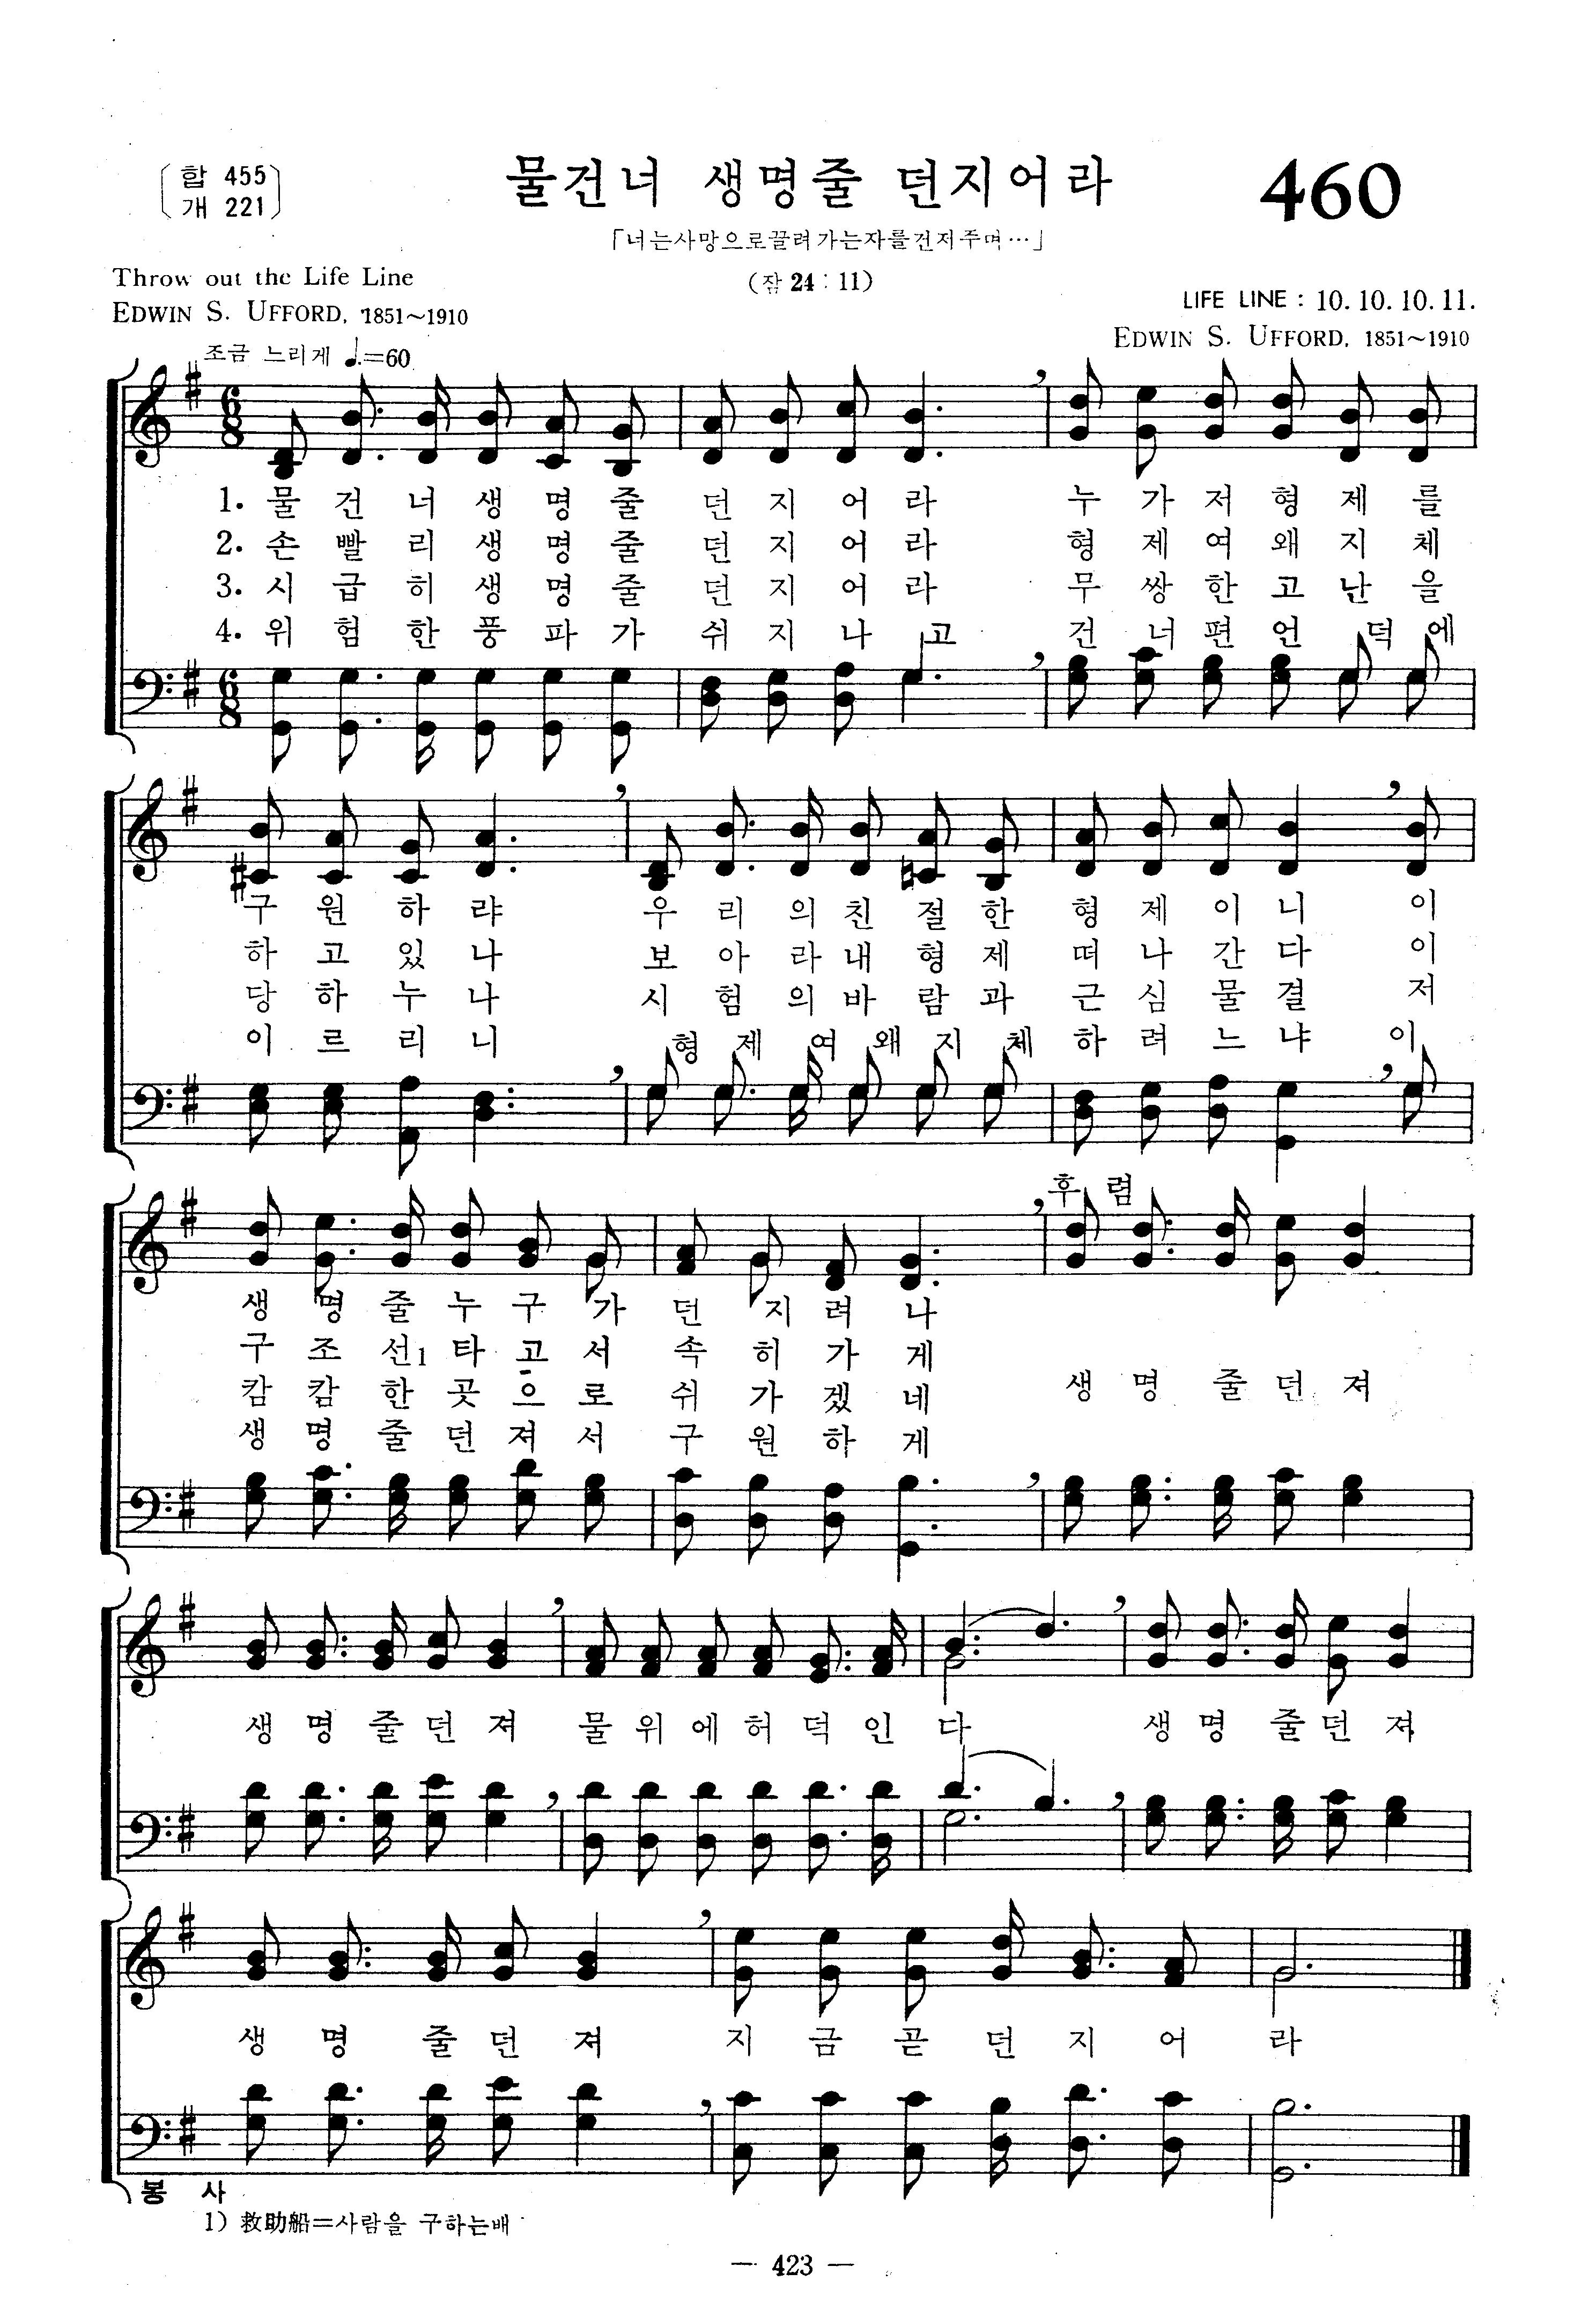 합 455
개 221
물건너 생명줄 던지어라
460
「너는사망으로끌려가는자를건져주며…」
(잠 24 : 11)
Throw out the Life Line
EDWIN S. UFFORD, 1851~1910
LIFE LINE : 10. 10. 10. 11.
EDWIN S. UFFORD, 1851~1910
조금 느리게 ♩.=60
6 8
1. 물 건 너 생 명 줄 던 지 어 라 누 가 저 형 제 를
2. 손 빨 리 생 명 줄 던 지 어 라 형 제 여 왜 지 체
3. 시 급 히 생 명 줄 던 지 어 라 무 쌍 한 고 난 을
4. 위 험 한 풍 파 가 쉬 지 나 고 건 너 편 언 덕 에
6 8
구 원 하 랴 우 리 의 친 절 한 형 제 이 니 이
하 고 있 나 보 아 라 내 형 제 떠 나 간 다 이
당 하 누 나 시 험 의 바 람 과 근 심 물 결 저
이 르 리 니 형 제 여 왜 지 체 하 려 느 냐 이
후 렴
생 명 줄 누 구 가 던 지 려 나
구 조 선1 타 고 서 속 히 가 게
캄 캄 한 곳 으 로 쉬 가 겠 네 생 명 줄 던 져
생 명 줄 던 져 서 구 원 하 게
생 명 줄 던 져 물 위 에 허 덕 인 다 생 명 줄 던 져
생 명 줄 던 져 지 금 곧 던 지 어 라
봉 사
1) 救助船=사람을 구하는배
— 423 —